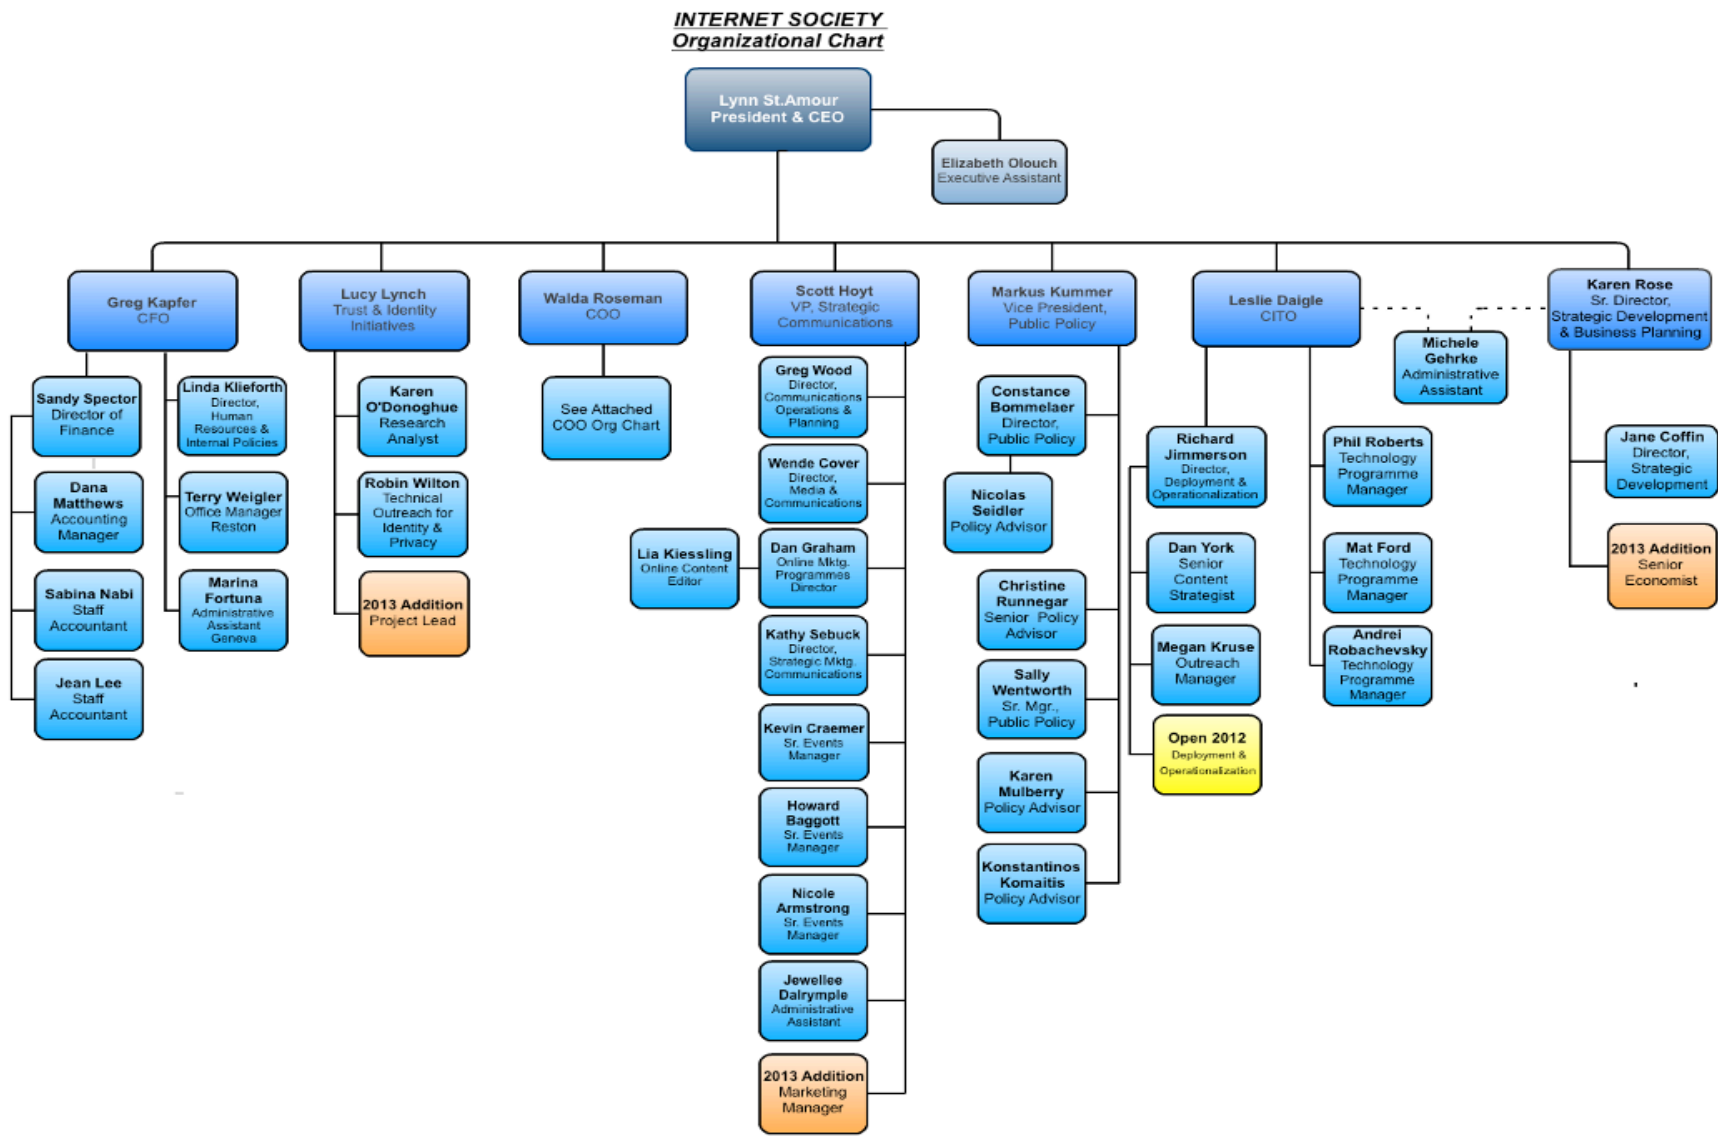 INTERNET SOCIETY
Organizational Chart
Lynn St.Amour
President & CEO
Elizabeth Olouch
Executive Assistant
Greg Kapfer
CFO
Lucy Lynch
Trust & Identity
Initiatives
Walda Roseman
COO
Scott Hoyt
VP, Strategic
Communications
Markus Kummer
Vice President,
Public Policy
Leslie Daigle
CITO
Karen Rose
Sr. Director,
Strategic Development
& Business Planning
Michele
Gehrke
Administrative
Assistant
Sandy Spector
Director of
Finance
Dana
Matthews
Accounting
Manager
Sabina Nabi
Staff
Accountant
Jean Lee
Staff
Accountant
Linda Klieforth
Director,
Human
Resources &
Internal Policies
Terry Weigler
Office Manager
Reston
Marina
Fortuna
Administrative
Assistant
Geneva
Karen
O'Donoghue
Research
Analyst
Robin Wilton
Technical
Outreach for
Identity &
Privacy
2013 Addition
Project Lead
See Attached
COO Org Chart
Greg Wood
Director,
Communications
Operations &
Planning
Wende Cover
Director,
Media &
Communications
Lia Kiessling
Online Content
Editor
Dan Graham
Online Mktg.
Programmes
Director
Kathy Sebuck
Director,
Strategic Mktg.
Communications
Kevin Craemer
Sr. Events
Manager
Howard
Baggott
Sr. Events
Manager
Nicole
Armstrong
Sr. Events
Manager
Jewellee
Dalrymple
Administrative
Assistant
2013 Addition
Marketing
Manager
Constance
Bommelaer
Director,
Public Policy
Nicolas
Seidler
Policy Advisor
Christine
Runnegar
Senior Policy
Advisor
Sally
Wentworth
Sr. Mgr.,
Public Policy
Karen
Mulberry
Policy Advisor
Konstantinos
Komaitis
Policy Advisor
Richard
Jimmerson
Director,
Deployment &
Operationalization
Dan York
Senior
Content
Strategist
Megan Kruse
Outreach
Manager
Open 2012
Deployment &
Operationalization
Phil Roberts
Technology
Programme
Manager
Mat Ford
Technology
Programme
Manager
Andrei
Robachevsky
Technology
Programme
Manager
Jane Coffin
Director,
Strategic
Development
2013 Addition
Senior
Economist